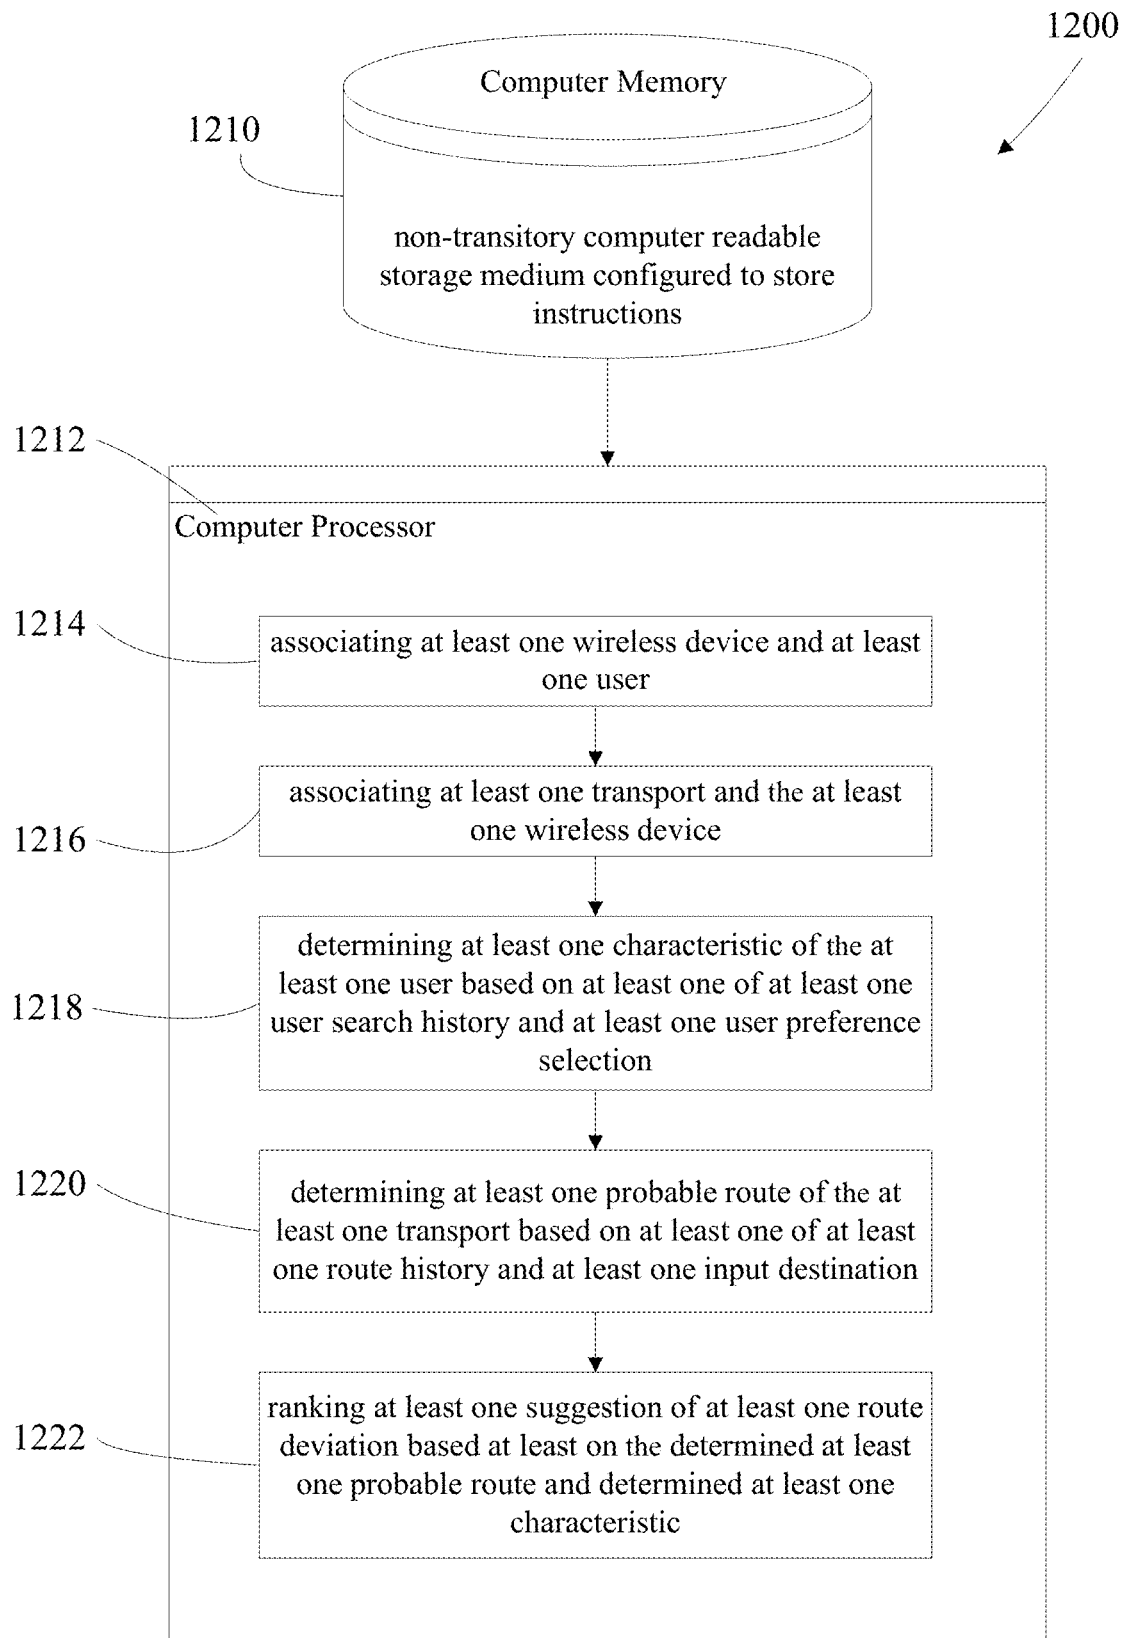 1200
Computer Memory
1210
non-transitory computer readable
storage medium configured to store
instructions
1212
Computer Processor
1214
associating at least one wireless device and at least
one user
associating at least one transport and the at least
one wireless device
1216
determining at least one characteristic of the at
least one user based on at least one of at least one
user search history and at least one user preference
selection
1218
1220
determining at least one probable route of the at
least one transport based on at least one of at least
one route history and at least one input destination
ranking at least one suggestion of at least one route
deviation based at least on the determined at least
one probable route and determined at least one
characteristic
1222